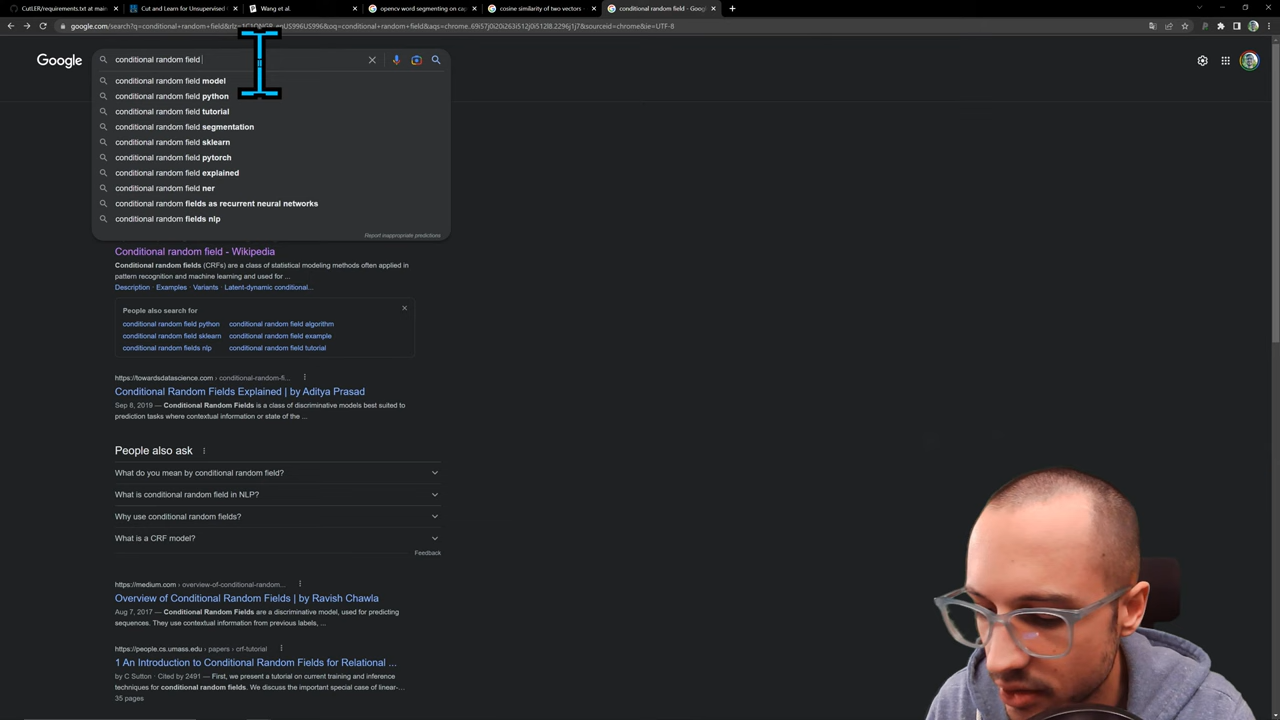 CutLER/requirements.txt at main
Cut and Learn for Unsupervised
Wang et al.
opencv word segmenting on cap
cosine similarity of two vectors
conditional random field - Goog
Google
conditional random field
conditional random field model
conditional random field python
conditional random field tutorial
conditional random field segmentation
conditional random field sklearn
conditional random field pytorch
conditional random field explained
conditional random field ner
conditional random fields as recurrent neural networks
conditional random fields nlp
Report inappropriate predictions
Conditional random field - Wikipedia
Conditional random fields (CRFs) are a class of statistical modeling methods often applied in
pattern recognition and machine learning and used for ...
Description · Examples · Variants · Latent-dynamic conditional...
People also search for
conditional random field python conditional random field algorithm
conditional random field sklearn conditional random field example
conditional random fields nlp conditional random field tutorial
https://towardsdatascience.com › conditional-random-fi...
Conditional Random Fields Explained | by Aditya Prasad
Sep 8, 2019 — Conditional Random Fields is a class of discriminative models best suited to
prediction tasks where contextual information or state of the ...
People also ask
What do you mean by conditional random field?
What is conditional random field in NLP?
Why use conditional random fields?
What is a CRF model?
Feedback
https://medium.com › overview-of-conditional-random...
Overview of Conditional Random Fields | by Ravish Chawla
Aug 7, 2017 — Conditional Random Fields are a discriminative model, used for predicting
sequences. They use contextual information from previous labels, ...
https://people.cs.umass.edu › papers › crf-tutorial
1 An Introduction to Conditional Random Fields for Relational ...
by C Sutton · Cited by 2491 — First, we present a tutorial on current training and inference
techniques for conditional random fields. We discuss the important special case of linear-...
35 pages